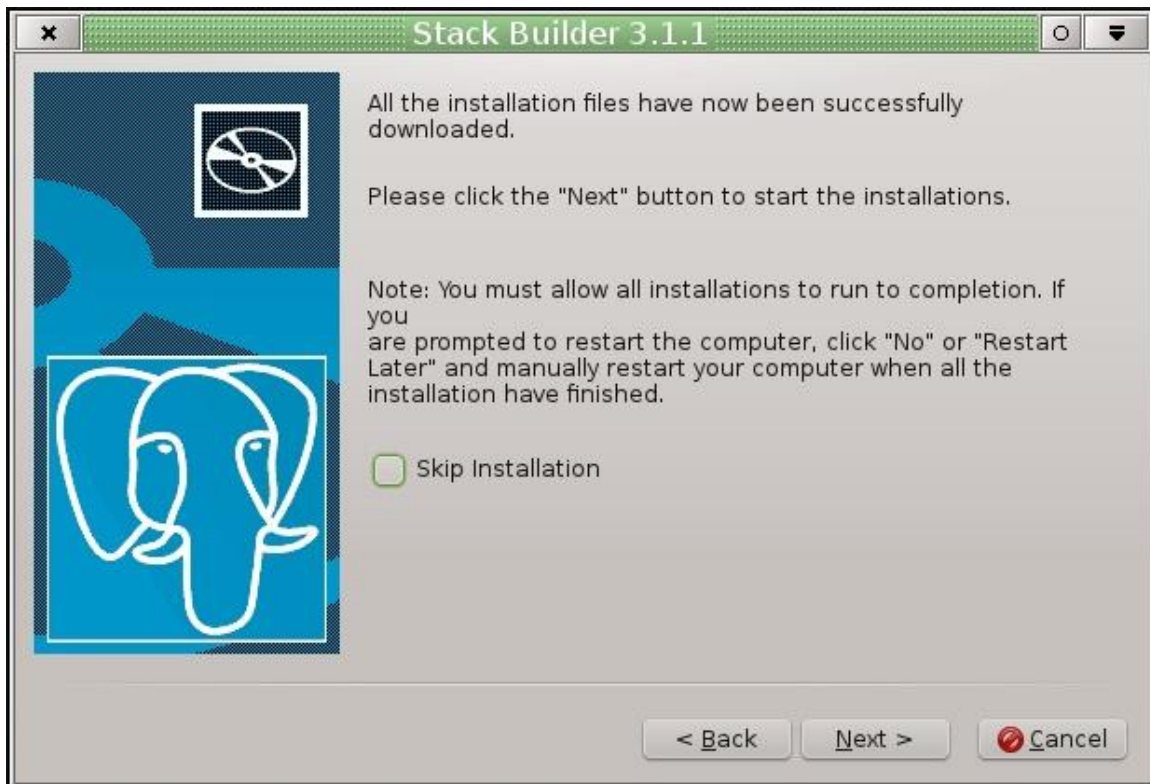 Stack Builder 3.1.1
All the installation files have now been successfully
downloaded.
Please click the "Next" button to start the installations.
Note: You must allow all installations to run to completion. If
you
are prompted to restart the computer, click "No" or "Restart
Later" and manually restart your computer when all the
installation have finished.
Skip Installation
< Back Next > Cancel